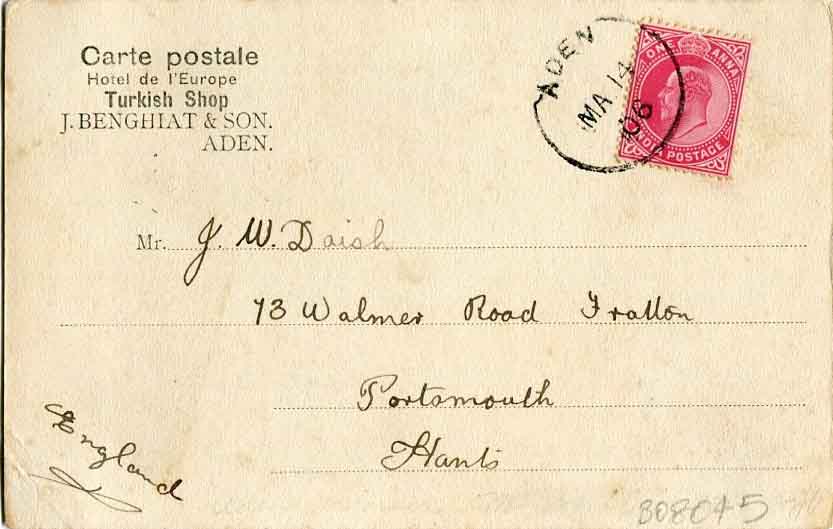 Carte postale
Hotel de l'Europe
Turkish Shop
J. BENGHIAT & SON.
ADEN.
ADEN
MA 14
06
ONE ANNA
INDIA POSTAGE
Mr. J. W. Daish
73 Walmer Road Fratton
Portsmouth
Hants
England
808045